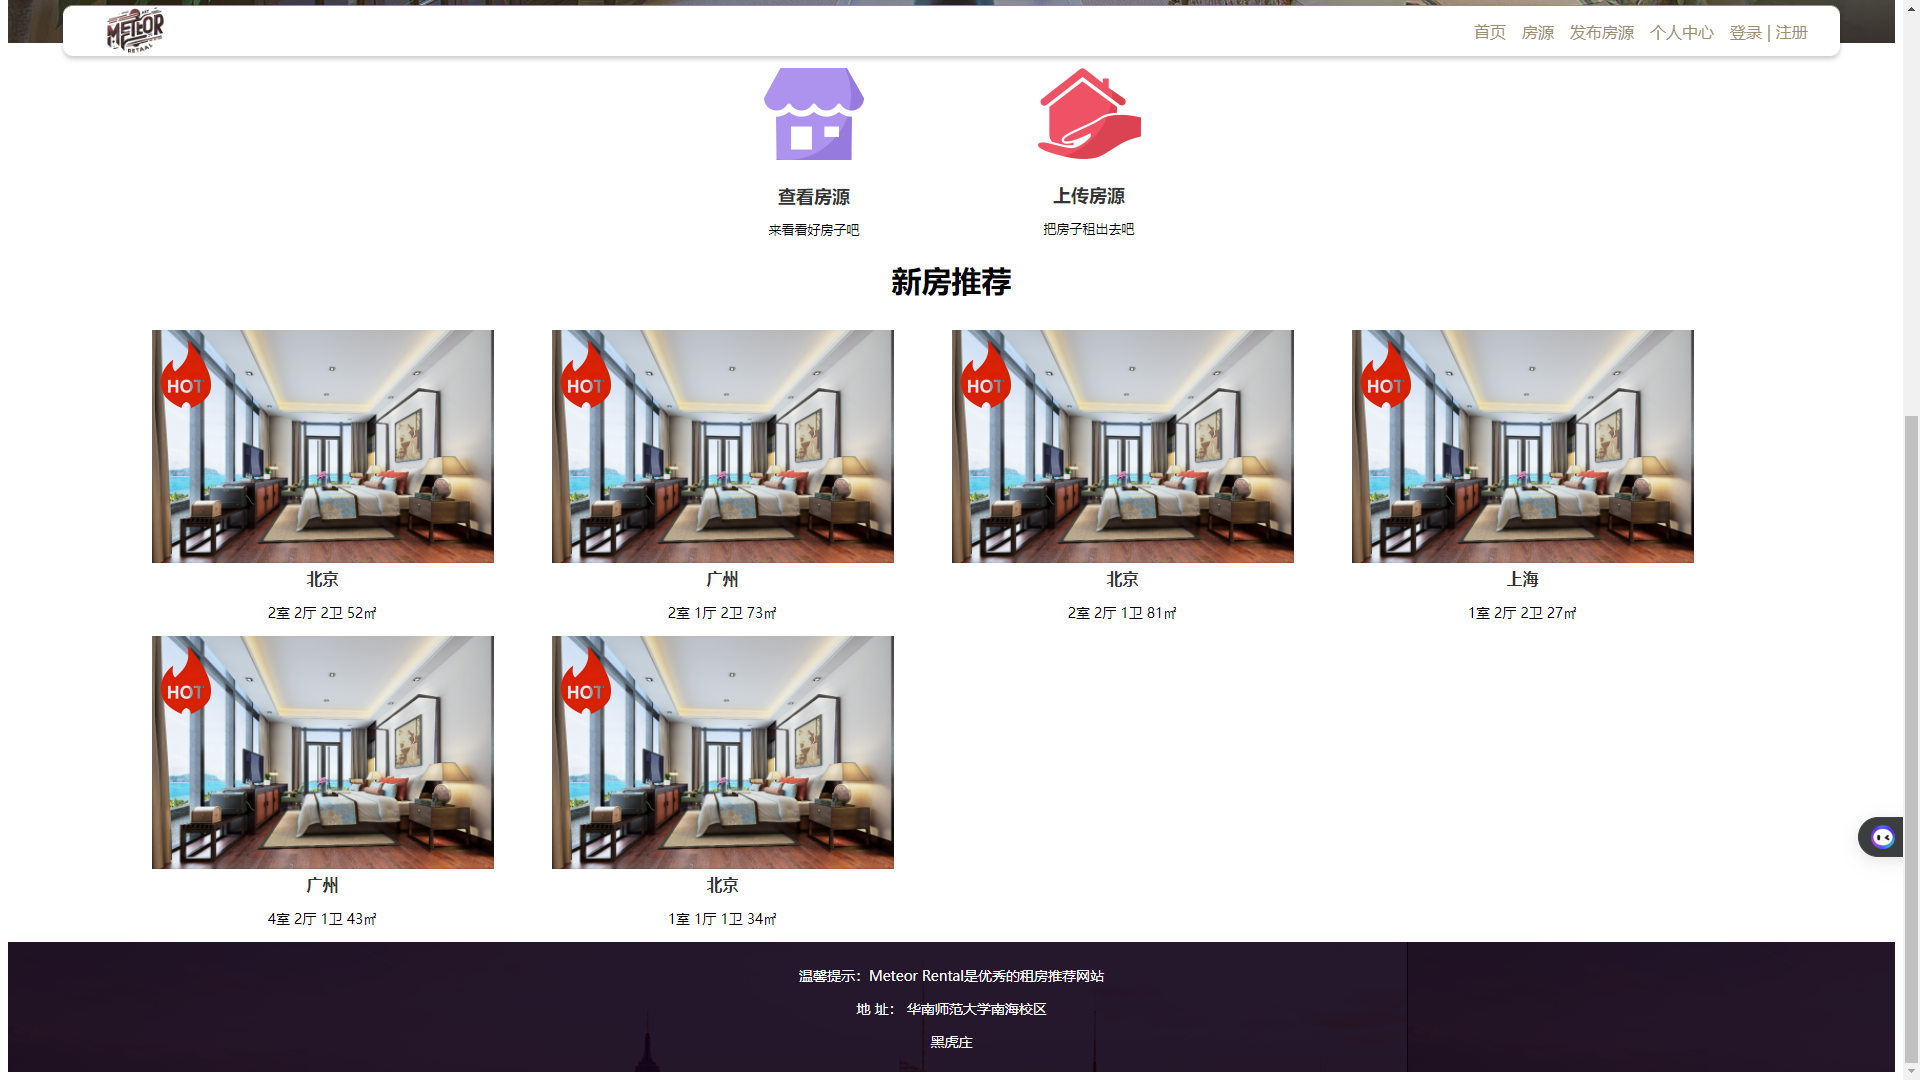 METEOR
RETAAL
首页 房源 发布房源 个人中心 登录 | 注册
查看房源
来看看好房子吧
上传房源
把房子租出去吧
新房推荐
HOT
HOT
HOT
HOT
北京
2室 2厅 2卫 52㎡
广州
2室 1厅 2卫 73㎡
北京
2室 2厅 1卫 81㎡
上海
1室 2厅 2卫 27㎡
HOT
HOT
广州
4室 2厅 1卫 43㎡
北京
1室 1厅 1卫 34㎡
温馨提示：Meteor Rental是优秀的租房推荐网站
地 址： 华南师范大学南海校区
黑虎庄